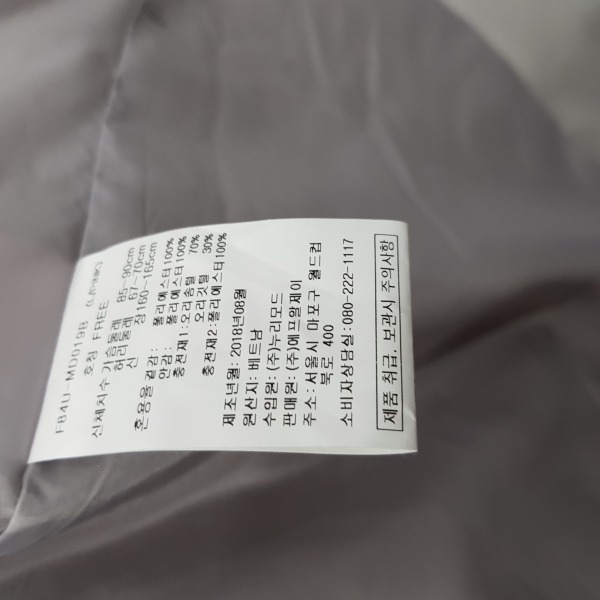 F84U-MD019B (L/PINK)
호칭 FREE
신체치수 가슴둘레 85~90cm
허리둘레 67~70cm
신 장 160~165cm
혼용율 겉감: 폴리에스터100%
안감: 폴리에스터100%
충전재1:오리솜털 70%
오리깃털 30%
충전재2:폴리에스터100%
제조년월: 2018년08월
원산지: 베트남
수입원: (주)누리모드
판매원: (주)에프알제이
주소: 서울시 마포구 월드컵
북로 400
소비자상담실:080-222-1117
제품 취급, 보관시 주의사항